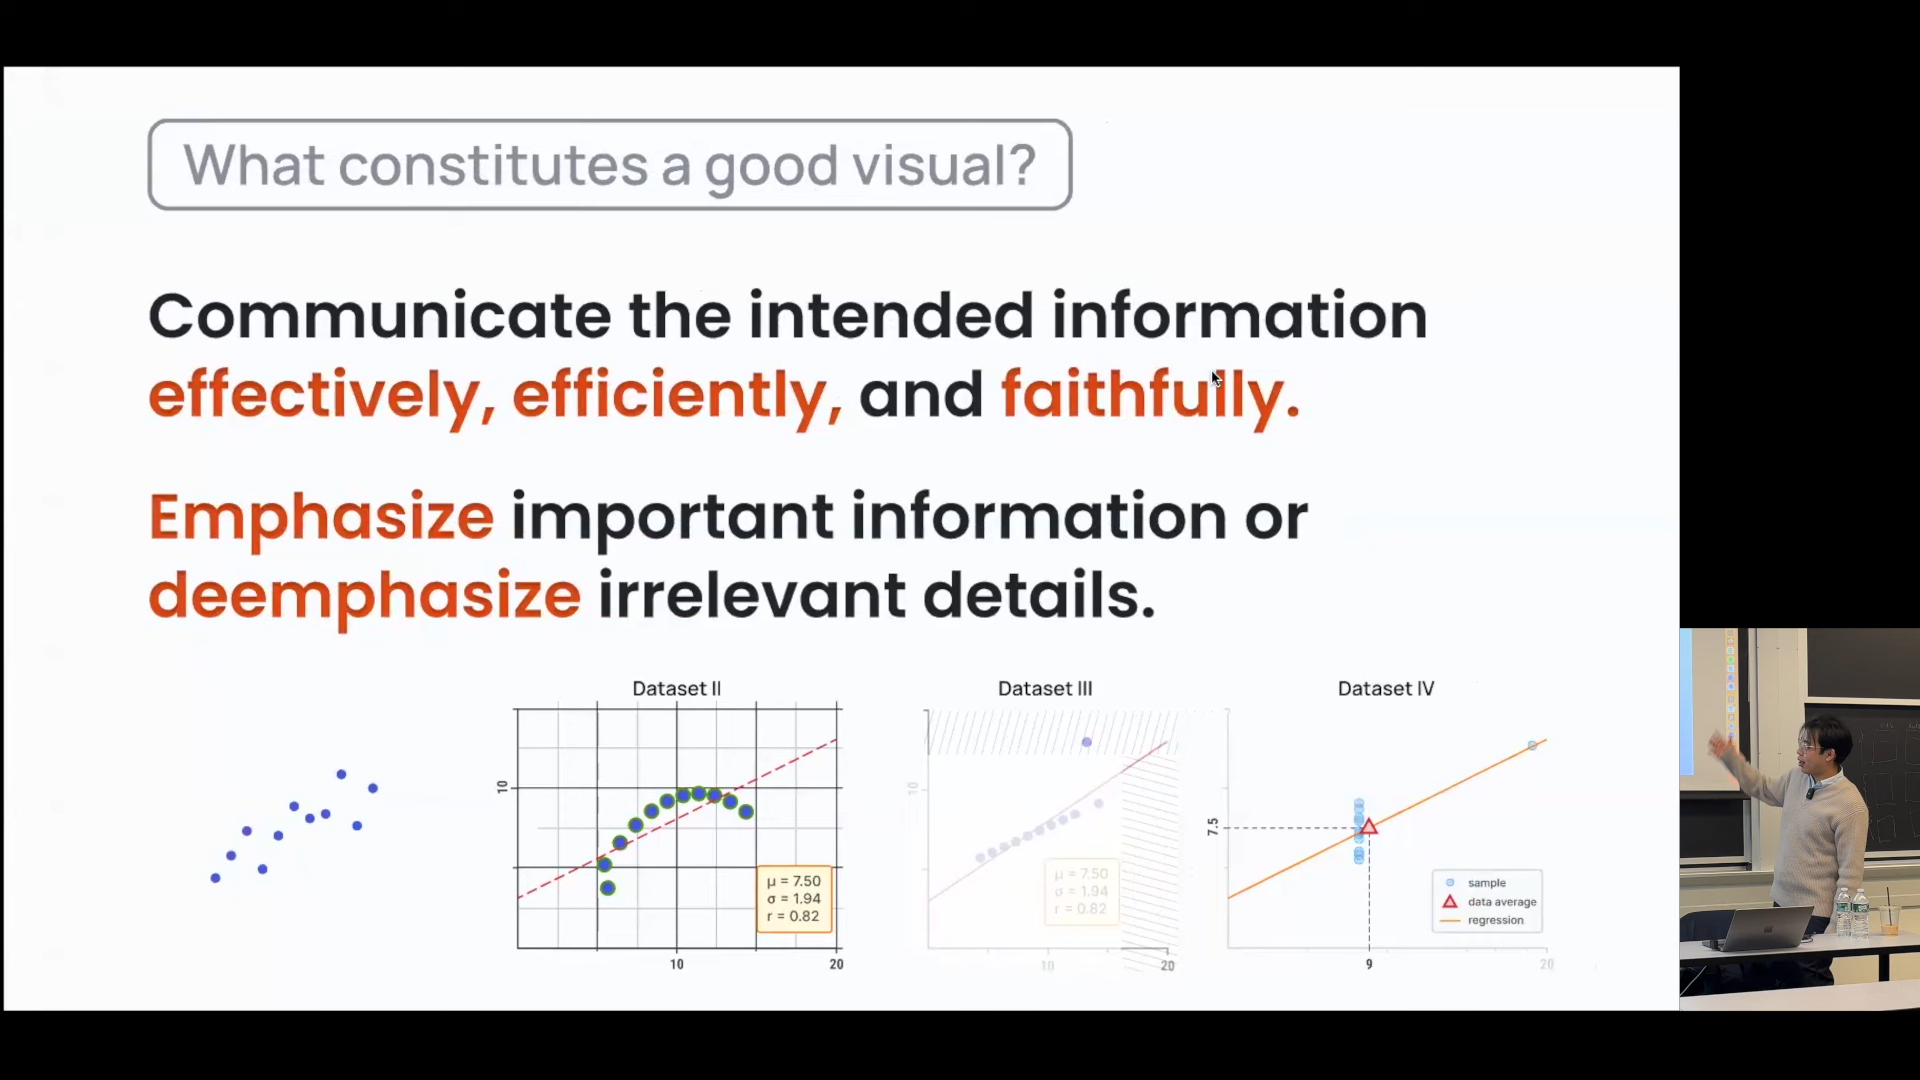 What constitutes a good visual?
Communicate the intended information
effectively, efficiently, and faithfully.
Emphasize important information or
deemphasize irrelevant details.
Dataset II
10
μ = 7.50
σ = 1.94
r = 0.82
10
20
Dataset III
10
μ = 7.50
σ = 1.94
r = 0.82
10
20
Dataset IV
7.5
sample
data average
regression
9
20